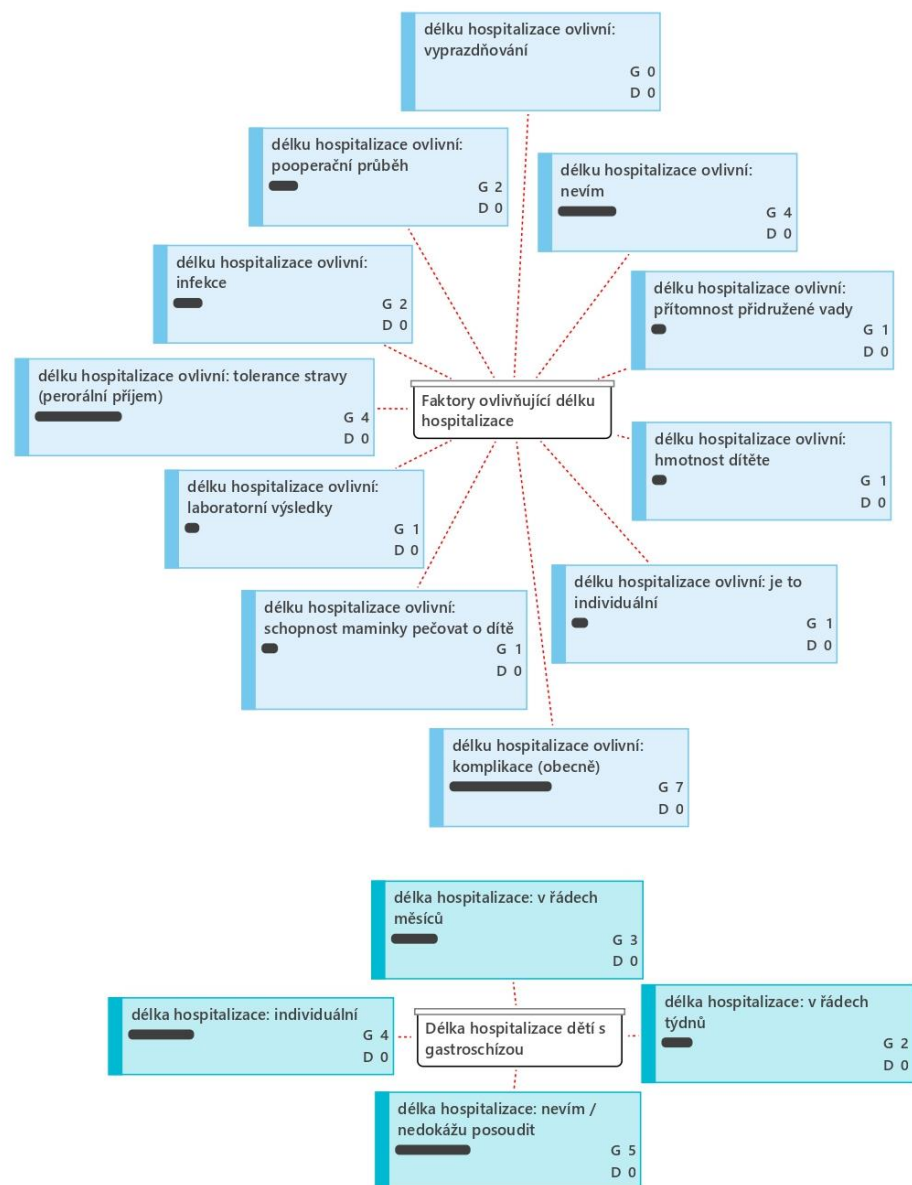 délku hospitalizace ovlivní:
vyprazdňování
G 0
D 0
délku hospitalizace ovlivní:
pooperační průběh
G 2
D 0
délku hospitalizace ovlivní:
nevím
G 4
D 0
délku hospitalizace ovlivní:
infekce
G 2
D 0
délku hospitalizace ovlivní:
přítomnost přidružené vady
G 1
D 0
délku hospitalizace ovlivní: tolerance stravy
(perorální příjem)
G 4
D 0
Faktory ovlivňující délku
hospitalizace
délku hospitalizace ovlivní:
hmotnost dítěte
G 1
D 0
délku hospitalizace ovlivní:
laboratorní výsledky
G 1
D 0
délku hospitalizace ovlivní: je to
individuální
G 1
D 0
délku hospitalizace ovlivní:
schopnost maminky pečovat o dítě
G 1
D 0
délku hospitalizace ovlivní:
komplikace (obecně)
G 7
D 0
délka hospitalizace: v řádech
měsíců
G 3
D 0
délka hospitalizace: individuální
G 4
D 0
Délka hospitalizace dětí s
gastroschízou
délka hospitalizace: v řádech
týdnů
G 2
D 0
délka hospitalizace: nevím /
nedokážu posoudit
G 5
D 0